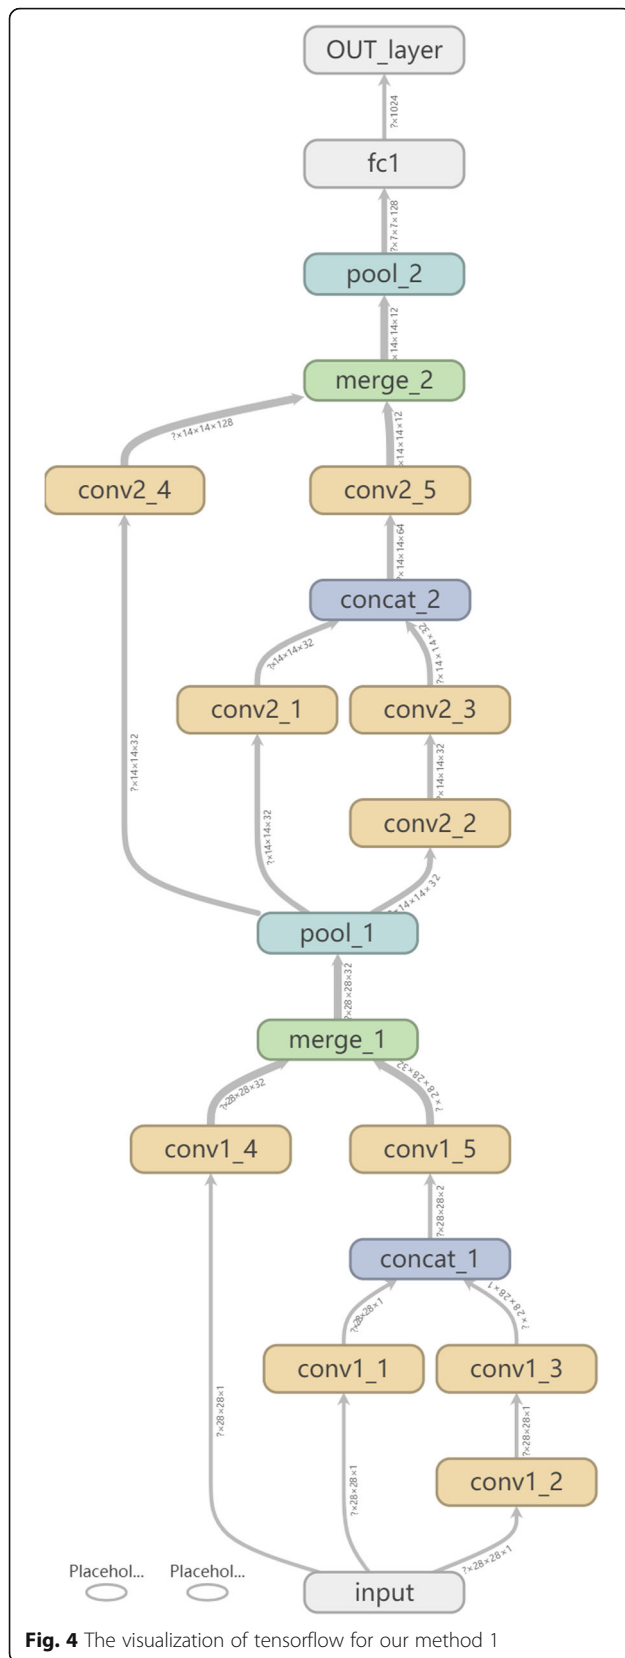 OUT_layer
?×1024
fc1
?×7×7×128
pool_2
×14×14×12
merge_2
?×14×14×128
×14×14×12
conv2_4
conv2_5
?×14×14×64
concat_2
?×14×14×32
?×14×14×32
conv2_1
conv2_3
?×14×14×32
?×14×14×32
conv2_2
?×14×14×32
?×14×14×32
pool_1
?×28×28×32
merge_1
?×28×28×32
?×28×28×32
conv1_4
conv1_5
?×28×28×2
concat_1
?×28×28×1
?×28×28×1
conv1_1
conv1_3
?×28×28×1
?×28×28×1
conv1_2
?×28×28×1
?×28×28×1
Placehol...
Placehol...
input
Fig. 4 The visualization of tensorflow for our method 1